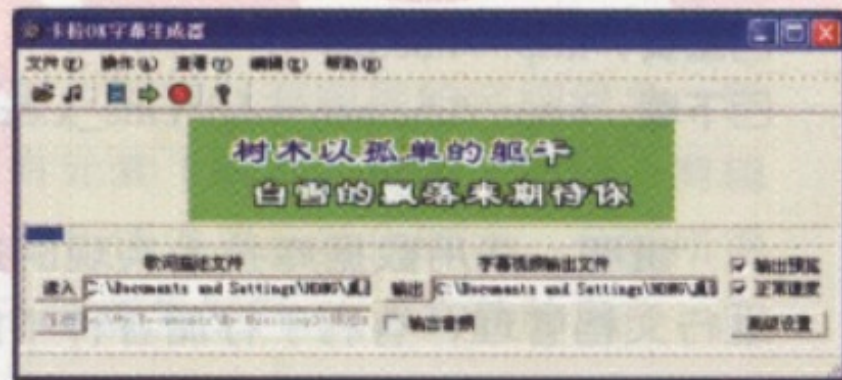 卡拉OK字幕生成器
文件(F) 操作(A) 查看(V) 编辑(E) 帮助(H)
树木以孤单的躯干
白雪的飘落来期待你
歌词描述文件 字幕视频输出文件 输出预览
读入 C:\Documents and Settings\ 输出 C:\Documents and Settings\ 正常速度
输出音频 高级设置